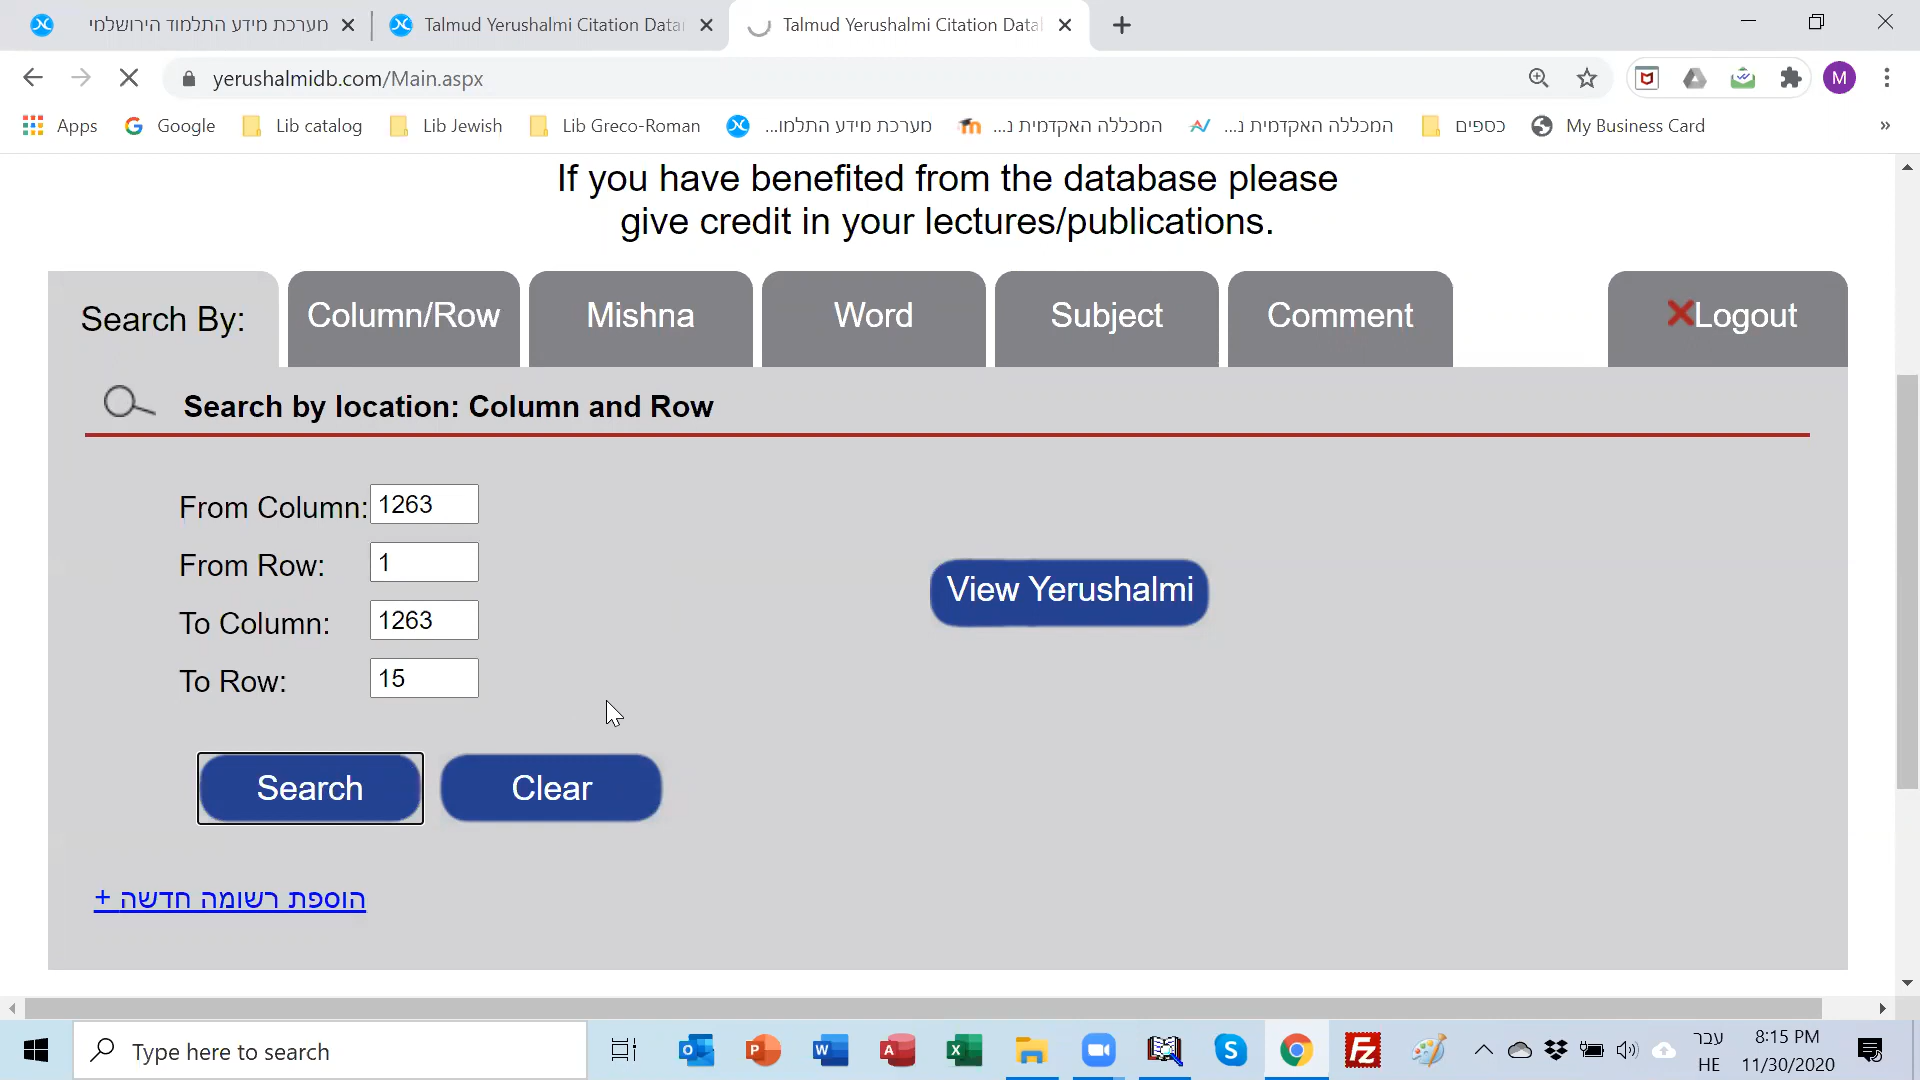 מערכת מידע התלמוד הירושלמי
Talmud Yerushalmi Citation Data
Talmud Yerushalmi Citation Data
yerushalmidb.com/Main.aspx
M
Apps
Google
Lib catalog
Lib Jewish
Lib Greco-Roman
מערכת מידע התלמו...
המכללה האקדמית נ...
המכללה האקדמית נ...
כספים
My Business Card
»
If you have benefited from the database please
give credit in your lectures/publications.
Search By:
Column/Row
Mishna
Word
Subject
Comment
Logout
Search by location: Column and Row
From Column: 1263
From Row: 1
To Column: 1263
To Row: 15
View Yerushalmi
Search
Clear
הוספת רשומה חדשה +
Type here to search
עבר
HE
8:15 PM
11/30/2020